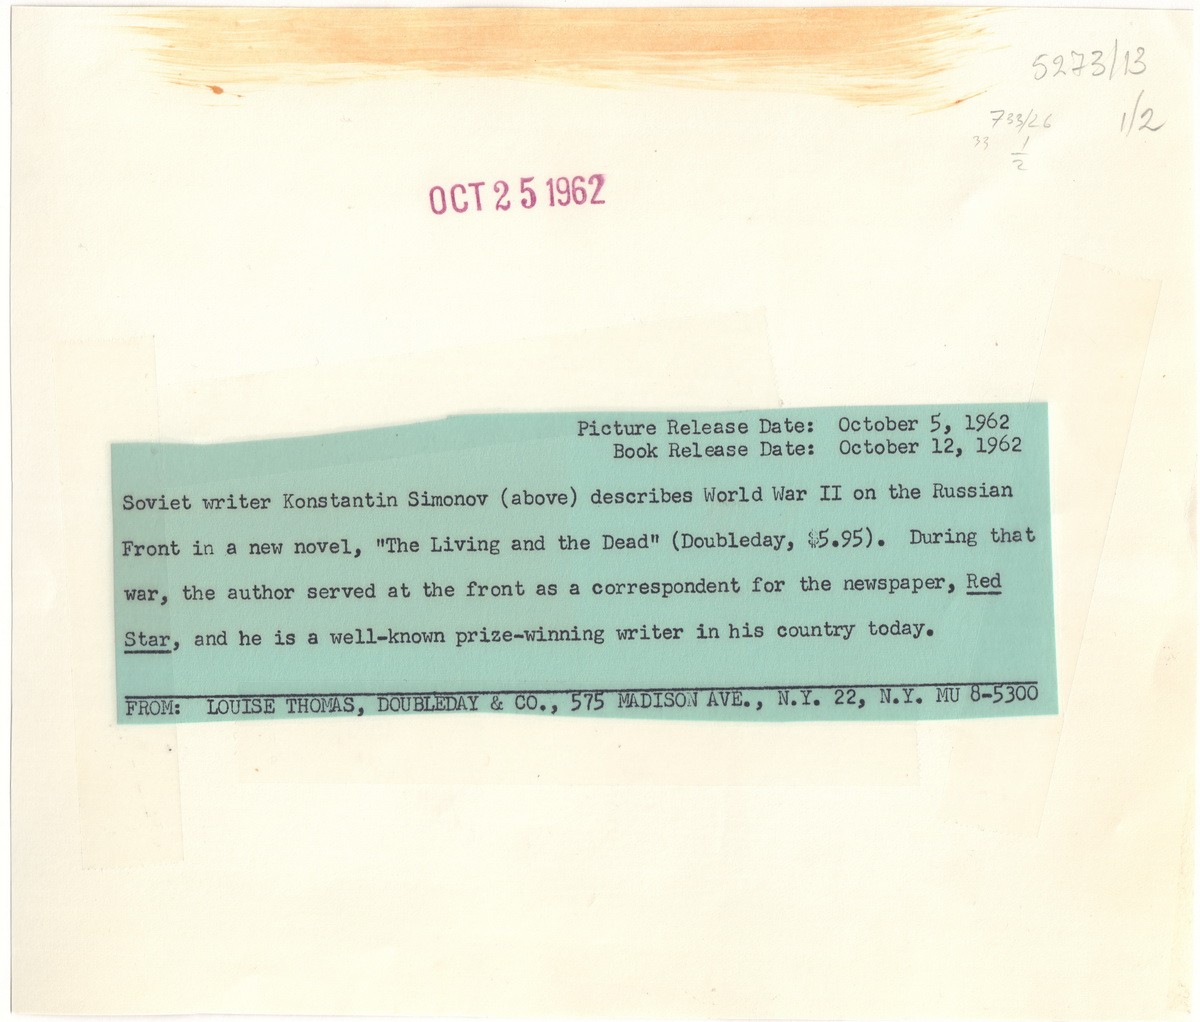 5273/13
733/26
1/2
33 1
2
OCT 25 1962
Picture Release Date: October 5, 1962
Book Release Date: October 12, 1962
Soviet writer Konstantin Simonov (above) describes World War II on the Russian
Front in a new novel, "The Living and the Dead" (Doubleday, $5.95). During that
war, the author served at the front as a correspondent for the newspaper, Red
Star, and he is a well-known prize-winning writer in his country today.
FROM: LOUISE THOMAS, DOUBLEDAY & CO., 575 MADISON AVE., N.Y. 22, N.Y. MU 8-5300